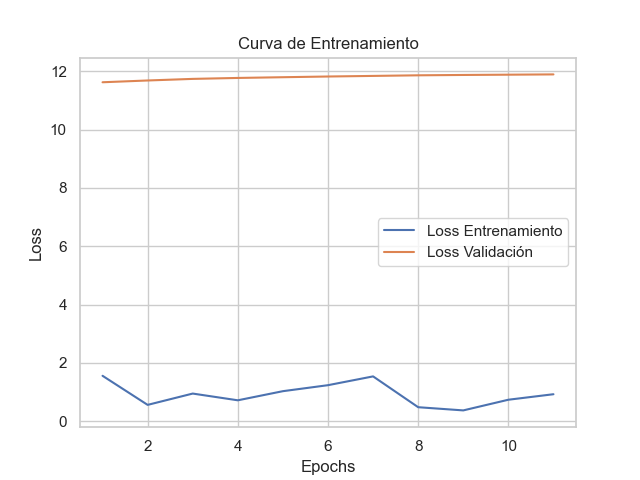 Curva de Entrenamiento
12
10
8
6
4
2
0
Loss
Loss Entrenamiento
Loss Validación
2 4 6 8 10
Epochs